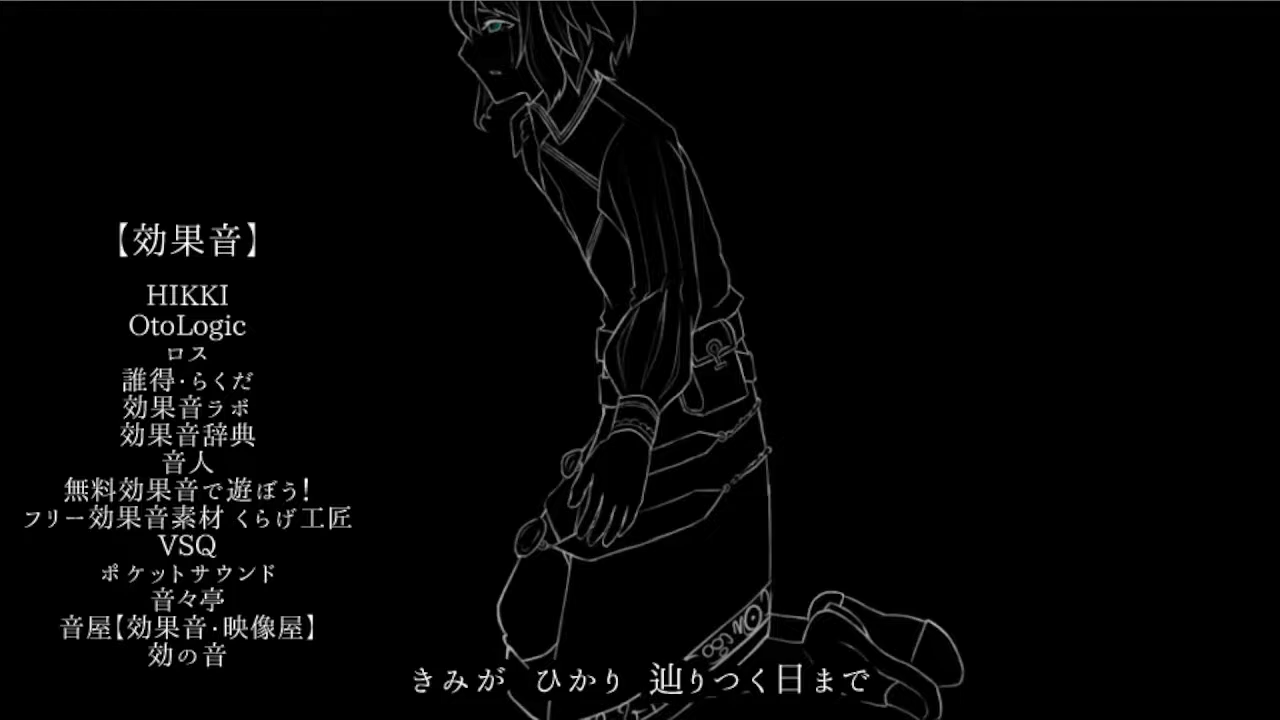 【効果音】
HIKKI
OtoLogic
ロス
誰得・らくだ
効果音ラボ
効果音辞典
音人
無料効果音で遊ぼう!
フリー効果音素材 くらげ工匠
VSQ
ポケットサウンド
音々亭
音屋【効果音・映像屋】
効の音
きみが ひかり 辿りつく日まで